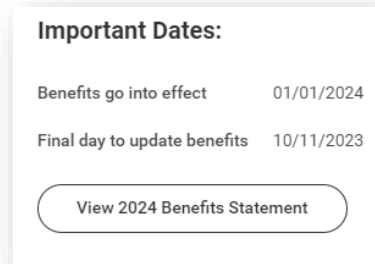 Important Dates:
Benefits go into effect 01/01/2024
Final day to update benefits 10/11/2023
View 2024 Benefits Statement